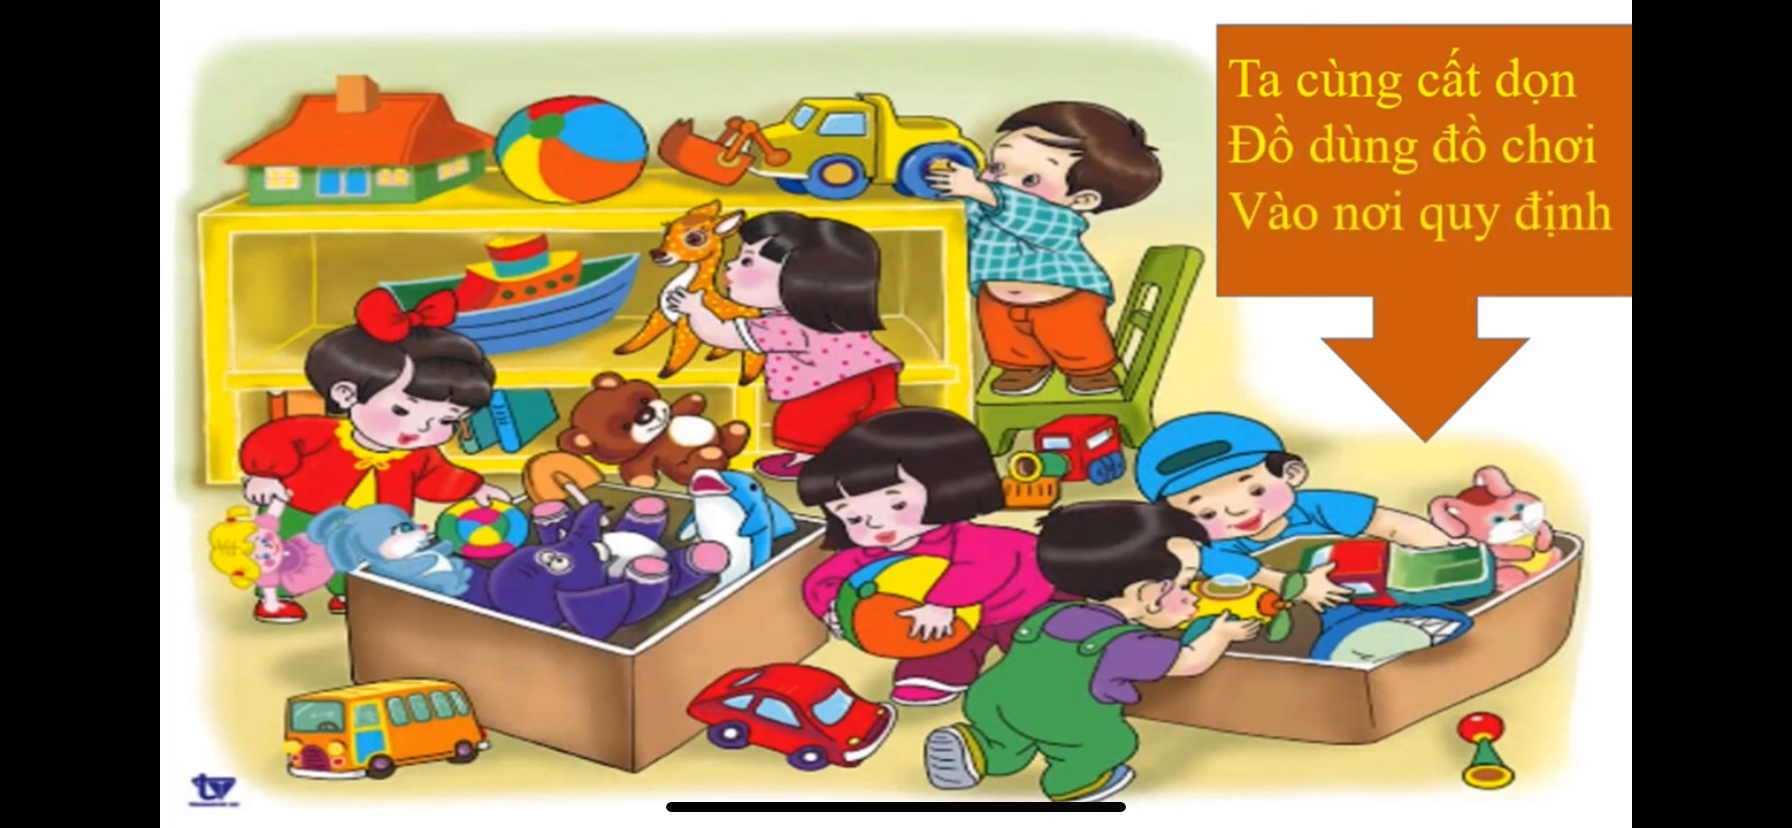 Ta cùng cất dọn
Đồ dùng đồ chơi
Vào nơi quy định